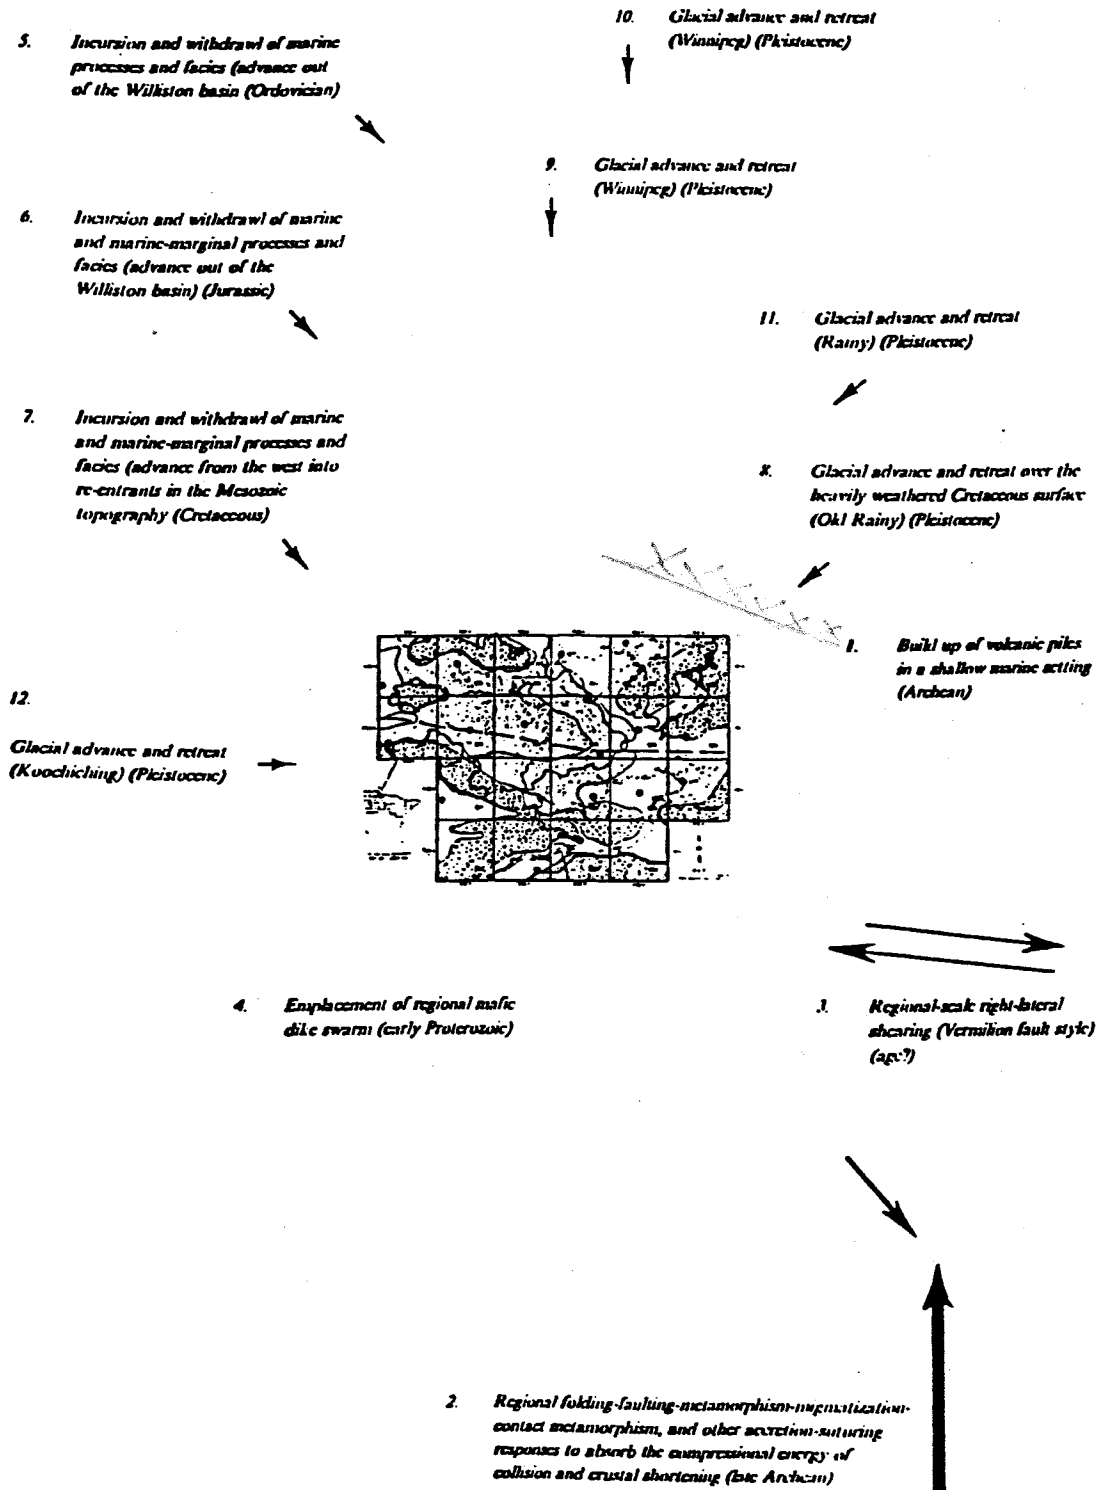 5. Incursion and withdrawl of marine
processes and facies (advance out
of the Williston basin (Ordovician)
10. Glacial advance and retreat
(Winnipeg) (Pleistocene)
9. Glacial advance and retreat
(Winnipeg) (Pleistocene)
6. Incursion and withdrawl of marine
and marine-marginal processes and
facies (advance out of the
Williston basin) (Jurassic)
11. Glacial advance and retreat
(Rainy) (Pleistocene)
7. Incursion and withdrawl of marine
and marine-marginal processes and
facies (advance from the west into
re-entrants in the Mesozoic
topography (Cretaceous)
8. Glacial advance and retreat over the
heavily weathered Cretaceous surface
(Old Rainy) (Pleistocene)
1. Build up of volcanic piles
in a shallow marine setting
(Archean)
12.
Glacial advance and retreat
(Koochiching) (Pleistocene)
4. Emplacement of regional mafic
dike swarm (early Proterozoic)
3. Regional-scale right-lateral
shearing (Vermilion fault style)
(age?)
2. Regional folding-faulting-metamorphism-migmatization-
contact metamorphism, and other accretion-suturing
responses to absorb the compressional energy of
collision and crustal shortening (late Archean)